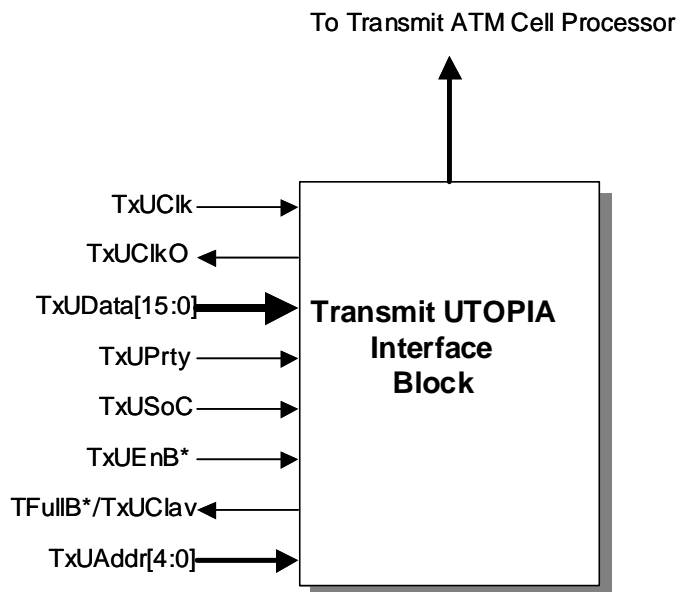 To Transmit ATM Cell Processor
TxUClk
TxUClkO
TxUData[15:0]
TxUPrty
TxUSoC
TxUEnB*
TFullB*/TxUClav
TxUAddr[4:0]
Transmit UTOPIA
Interface
Block